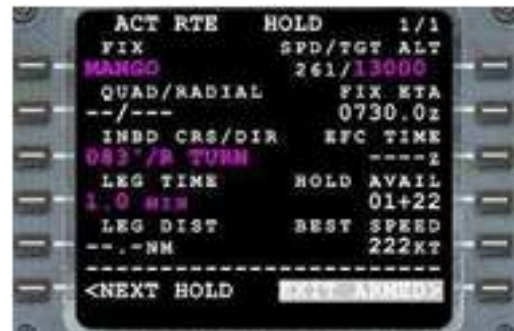 ACT RTE HOLD 1/1
FIX SPD/TGT ALT
MANGO 261/13000
QUAD/RADIAL FIX ETA
--/--- 0730.0z
INBD CRS/DIR EFC TIME
083°/R TURN ----z
LEG TIME HOLD AVAIL
1.0 MIN 01+22
LEG DIST BEST SPEED
--.-NM 222KT
<NEXT HOLD EXIT ARMED>